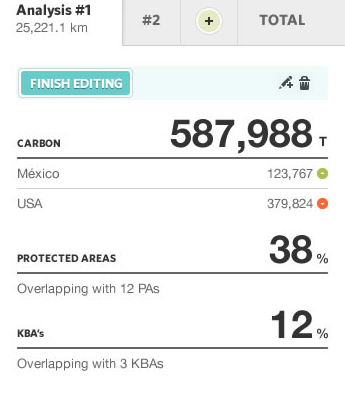 Analysis #1
25,221.1 km
#2
+
TOTAL
FINISH EDITING
CARBON 587,988 T
México 123,767
USA 379,824
PROTECTED AREAS 38 %
Overlapping with 12 PAs
KBA's 12 %
Overlapping with 3 KBAs